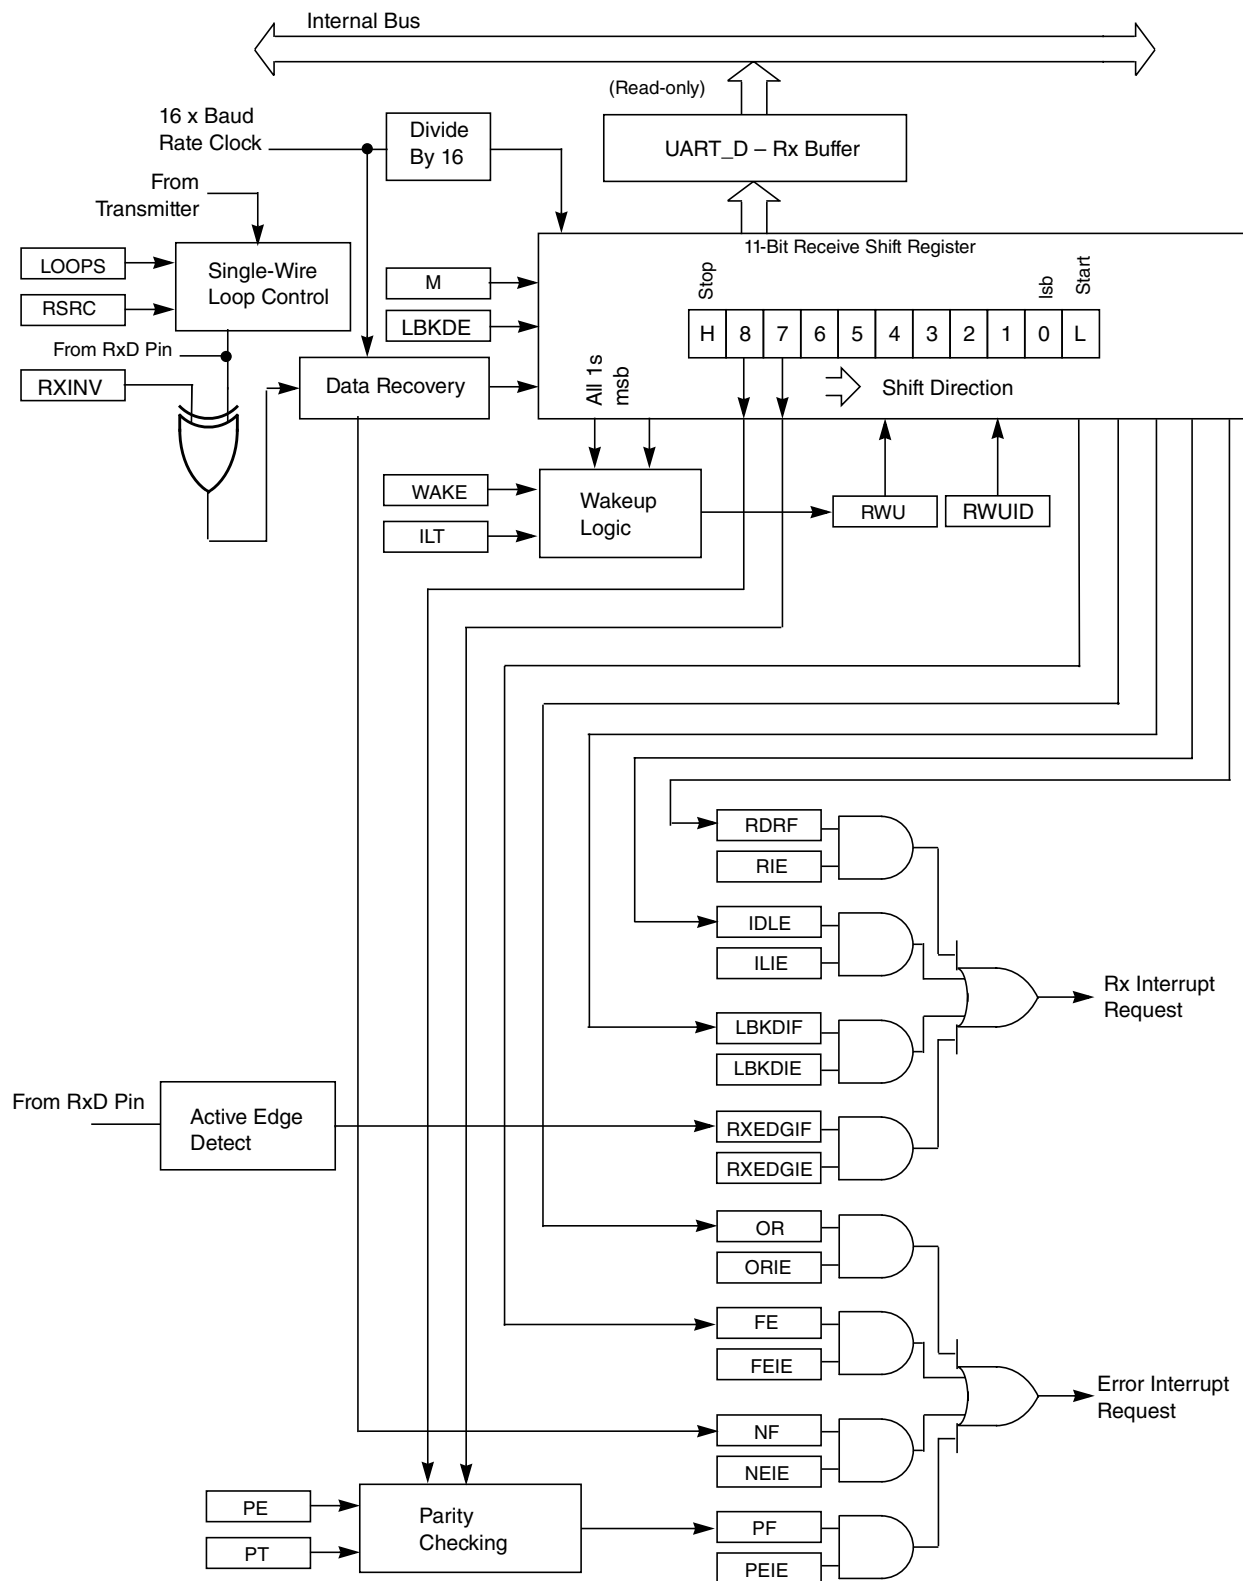 Internal Bus
(Read-only)
16 x Baud
Rate Clock
Divide
By 16
UART_D – Rx Buffer
From
Transmitter
11-Bit Receive Shift Register
LOOPS
Single-Wire
Loop Control
RSRC
M
LBKDE
Stop
lsb
Start
H 8 7 6 5 4 3 2 1 0 L
From RxD Pin
RXINV
Data Recovery
All 1s
msb
Shift Direction
WAKE
ILT
Wakeup
Logic
RWU
RWUID
RDRF
RIE
IDLE
ILIE
Rx Interrupt
Request
LBKDIF
LBKDIE
From RxD Pin
Active Edge
Detect
RXEDGIF
RXEDGIE
OR
ORIE
FE
FEIE
Error Interrupt
Request
NF
NEIE
PE
PT
Parity
Checking
PF
PEIE